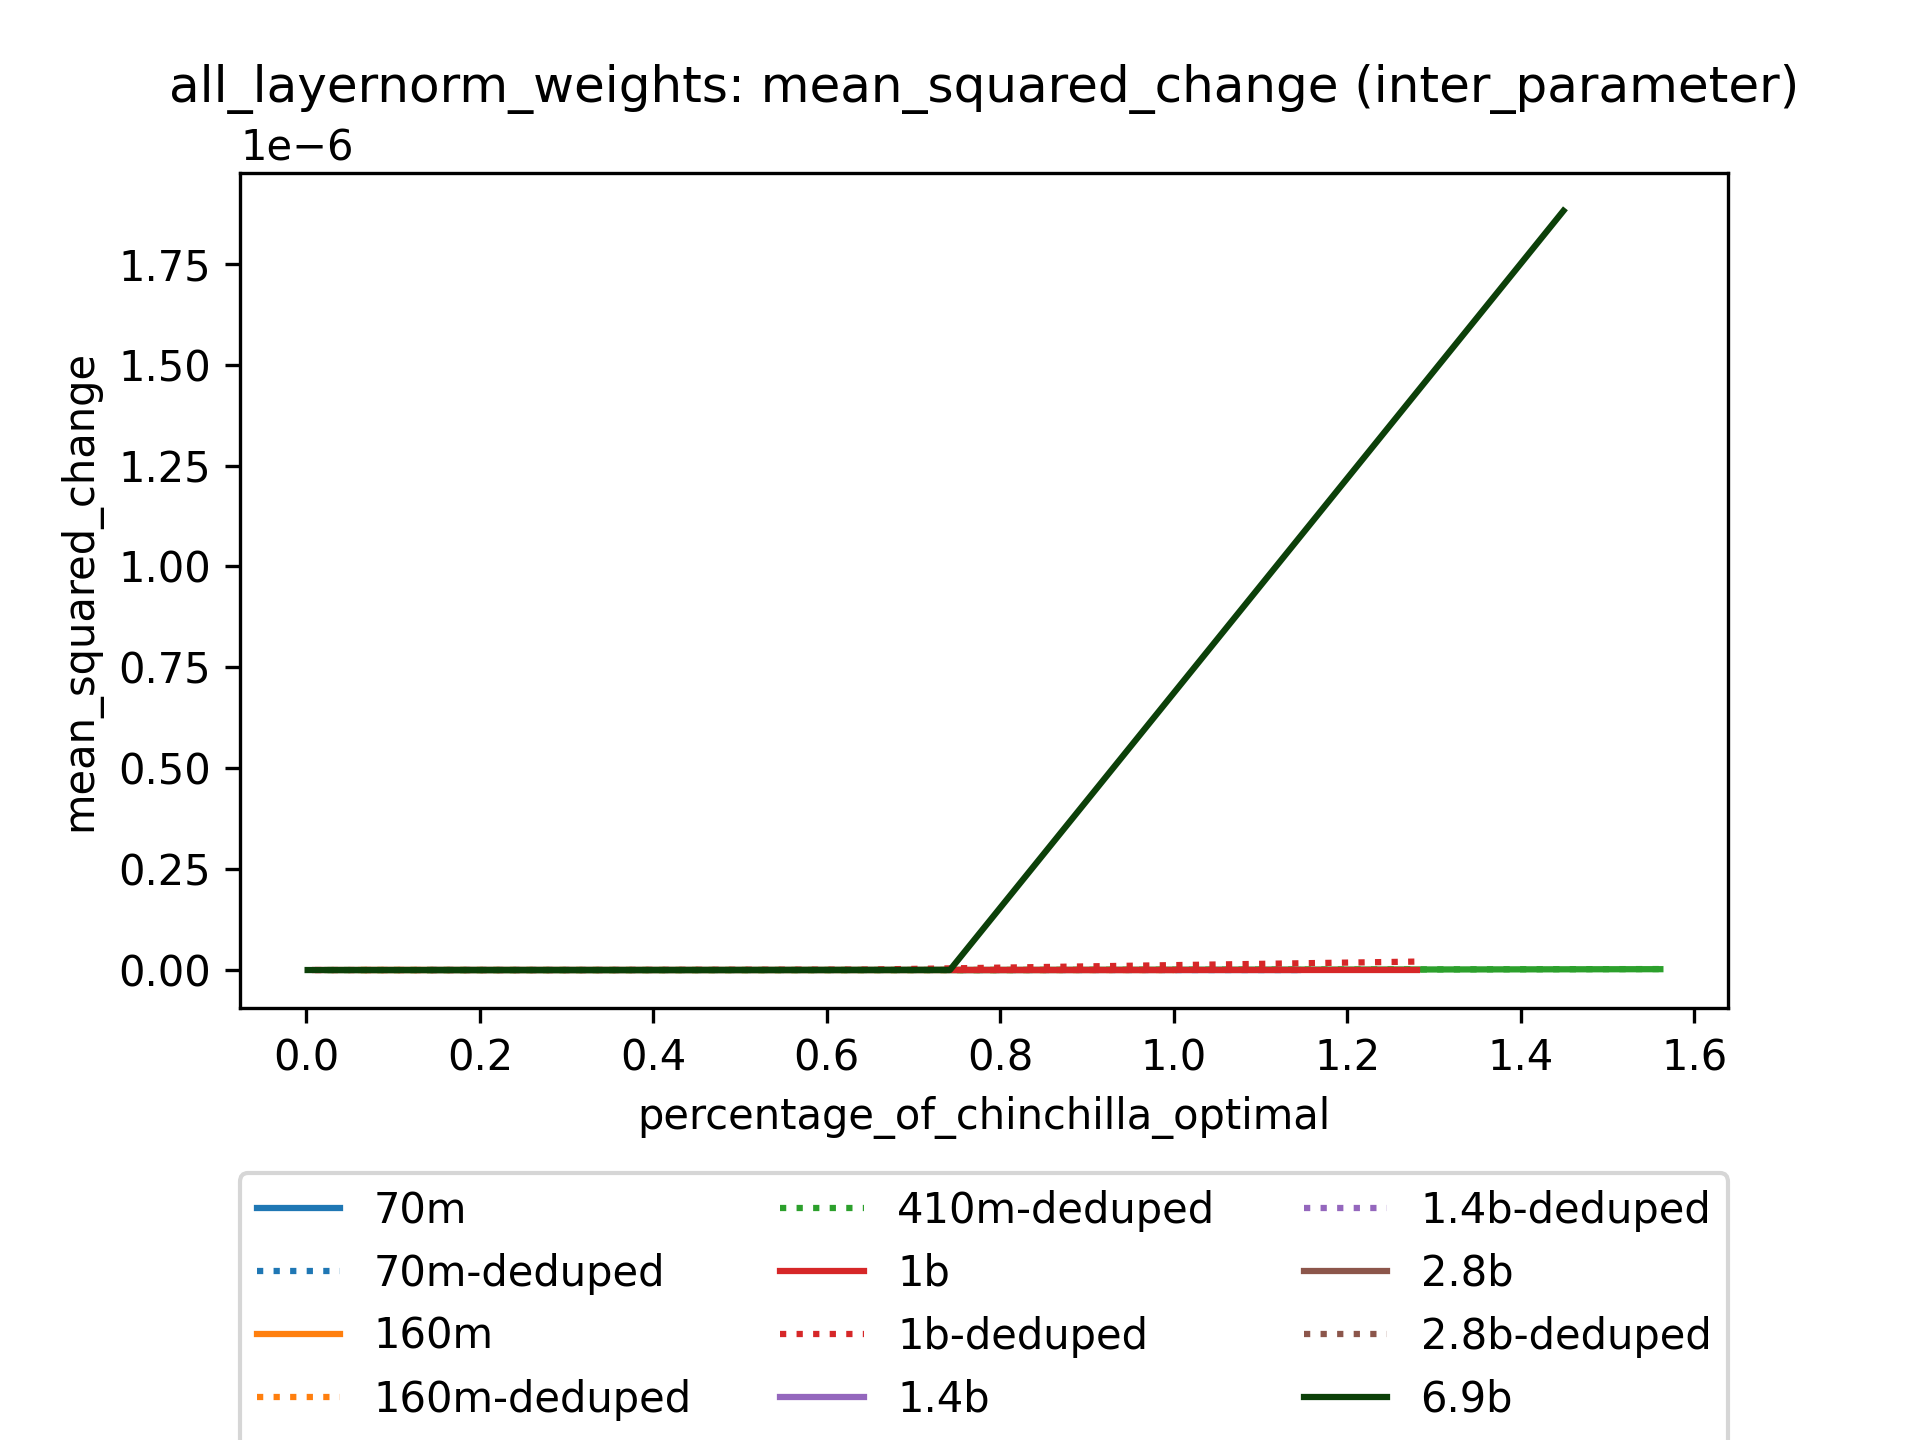 all_layernorm_weights: mean_squared_change (inter_parameter)
1e−6
1.75
1.50
1.25
1.00
0.75
0.50
0.25
0.00
mean_squared_change
0.0 0.2 0.4 0.6 0.8 1.0 1.2 1.4 1.6
percentage_of_chinchilla_optimal
70m
70m-deduped
160m
160m-deduped
410m-deduped
1b
1b-deduped
1.4b
1.4b-deduped
2.8b
2.8b-deduped
6.9b